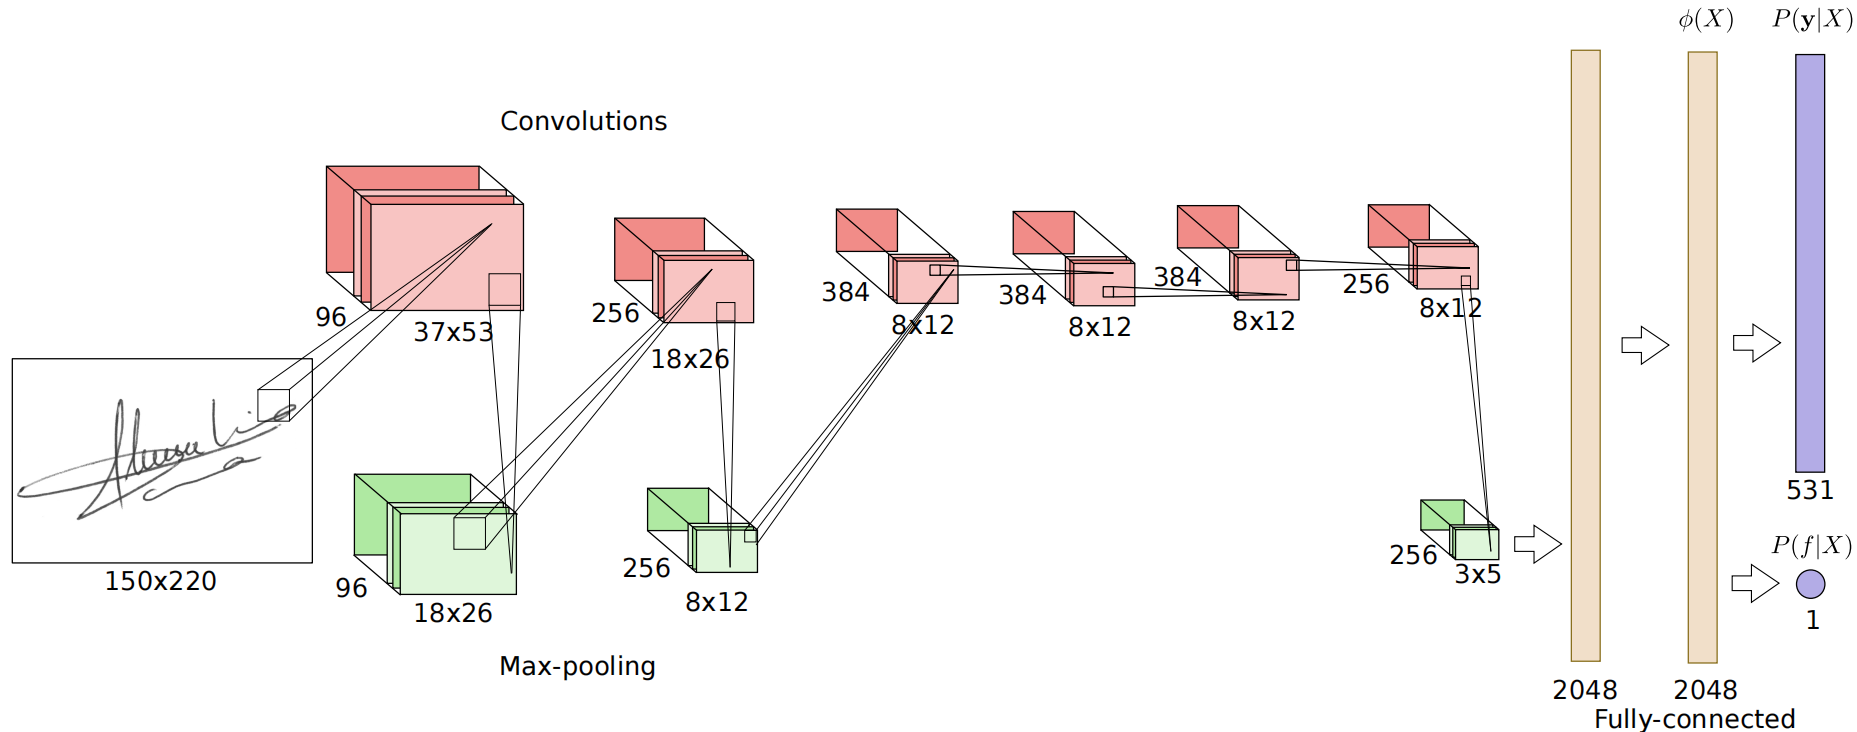 ϕ(X)
P(y|X)
Convolutions
96
37x53
256
18x26
384
8x12
384
8x12
384
8x12
256
8x12
150x220
96
18x26
256
8x12
256
3x5
531
P(f|X)
1
Max-pooling
2048
2048
Fully-connected